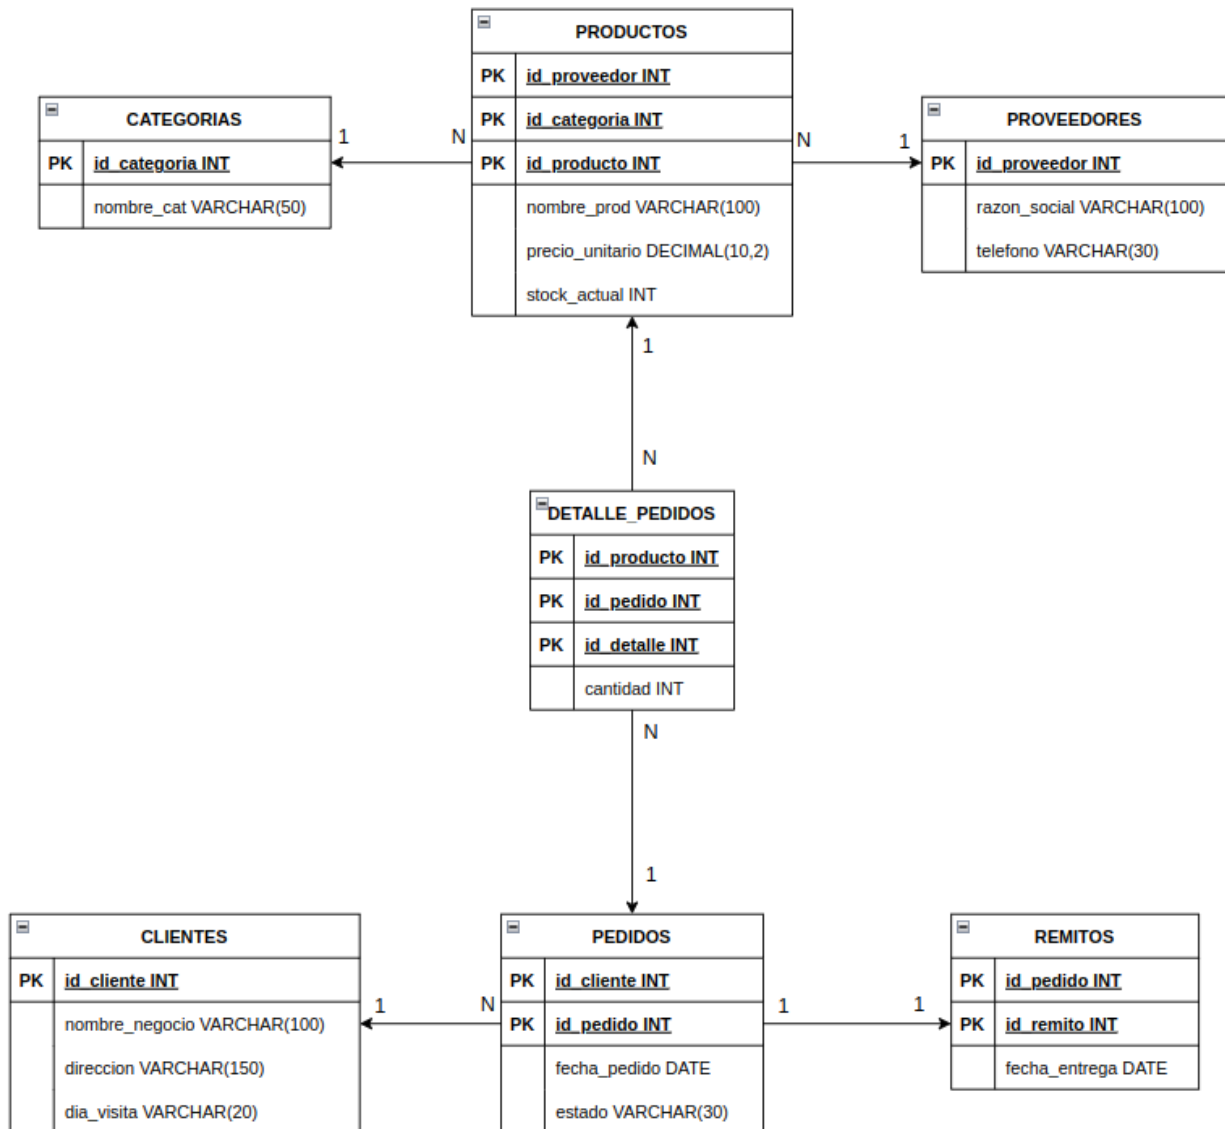 PRODUCTOS
PK id_proveedor INT
PK id_categoria INT
PK id_producto INT
nombre_prod VARCHAR(100)
precio_unitario DECIMAL(10,2)
stock_actual INT
CATEGORIAS
PK id_categoria INT
nombre_cat VARCHAR(50)
1
N
N
1
PROVEEDORES
PK id_proveedor INT
razon_social VARCHAR(100)
telefono VARCHAR(30)
1
N
DETALLE_PEDIDOS
PK id_producto INT
PK id_pedido INT
PK id_detalle INT
cantidad INT
N
1
CLIENTES
PK id_cliente INT
nombre_negocio VARCHAR(100)
direccion VARCHAR(150)
dia_visita VARCHAR(20)
1
N
PEDIDOS
PK id_cliente INT
PK id_pedido INT
fecha_pedido DATE
estado VARCHAR(30)
1
1
REMITOS
PK id_pedido INT
PK id_remito INT
fecha_entrega DATE